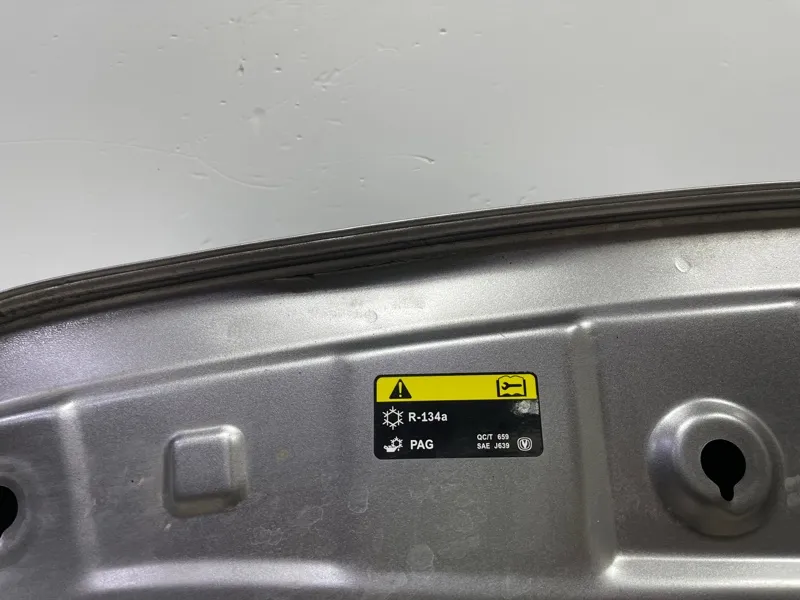 R-134a
PAG
QC/T 659
SAE J639